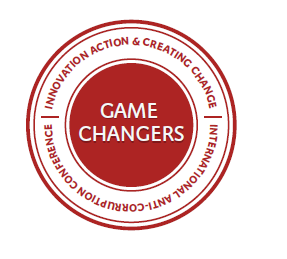 INNOVATION ACTION & CREATING CHANGE
GAME
CHANGERS
INTERNATIONAL ANTI-CORRUPTION CONFERENCE